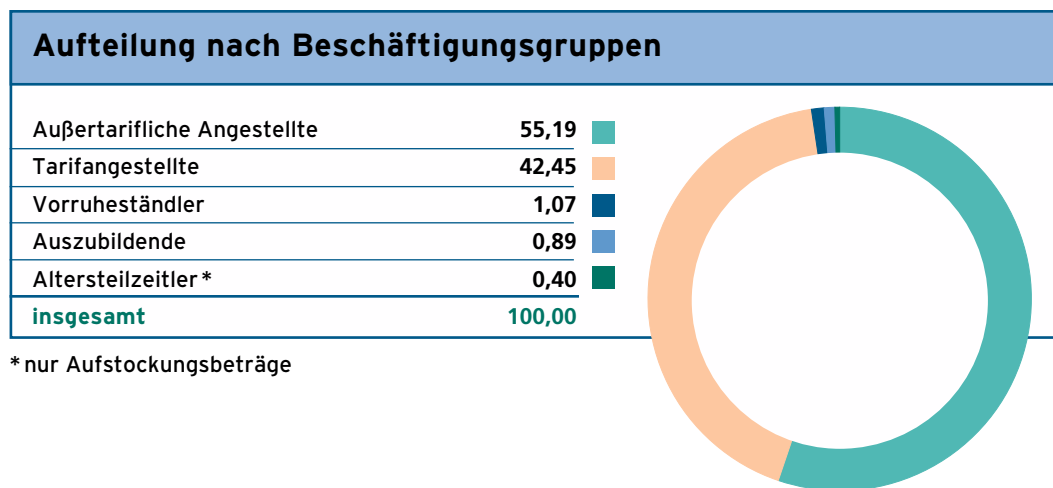 Aufteilung nach Beschäftigungsgruppen
Außertarifliche Angestellte 55,19
Tarifangestellte 42,45
Vorruheständler 1,07
Auszubildende 0,89
Altersteilzeitler* 0,40
insgesamt 100,00
* nur Aufstockungsbeträge